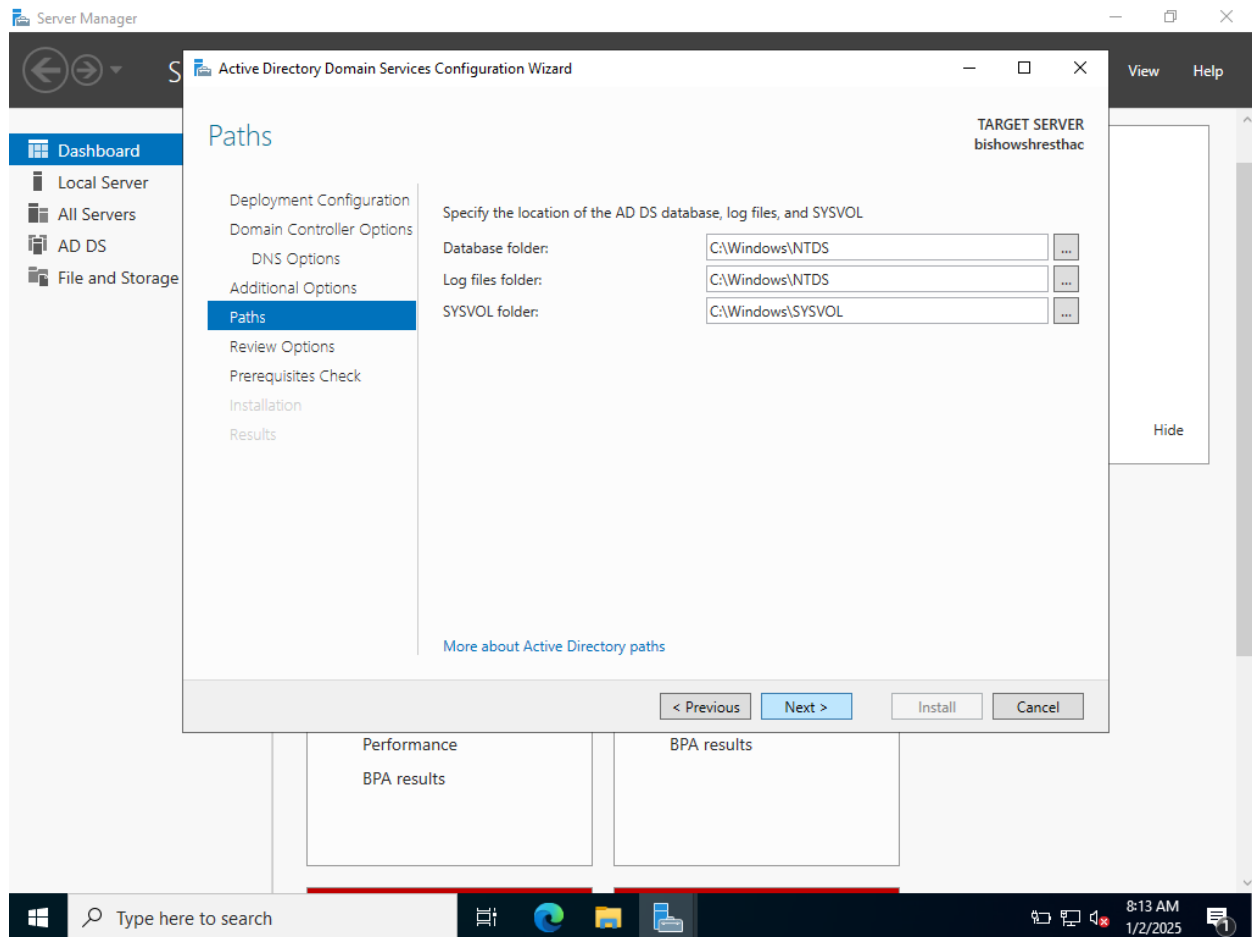 Server Manager
S
View Help
Active Directory Domain Services Configuration Wizard
Paths
TARGET SERVER
bishowshresthac
Dashboard
Local Server
All Servers
AD DS
File and Storage
Deployment Configuration
Domain Controller Options
DNS Options
Additional Options
Paths
Review Options
Prerequisites Check
Installation
Results
Specify the location of the AD DS database, log files, and SYSVOL
Database folder: C:\Windows\NTDS ...
Log files folder: C:\Windows\NTDS ...
SYSVOL folder: C:\Windows\SYSVOL ...
More about Active Directory paths
< Previous Next > Install Cancel
Hide
Performance
BPA results
BPA results
Type here to search
8:13 AM
1/2/2025
1